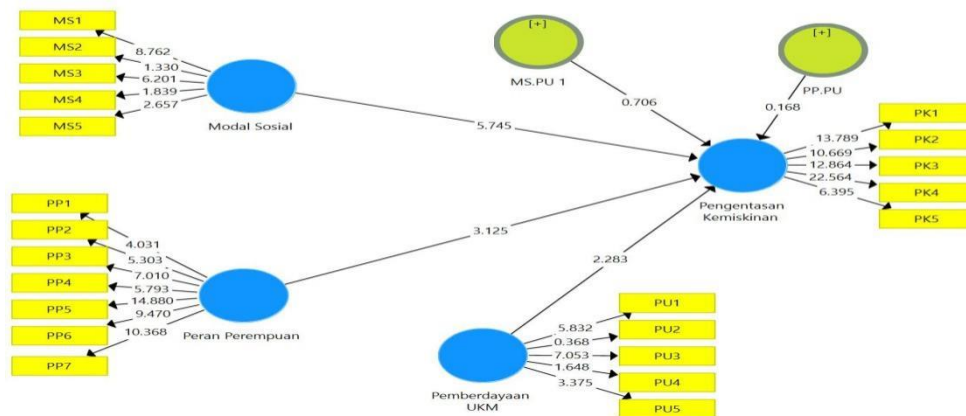 MS1
MS2
MS3
MS4
MS5
8.762
1.330
6.201
1.839
2.657
Modal Sosial
[+]
MS.PU 1
[+]
PP.PU
0.706
0.168
5.745
PK1
PK2
PK3
PK4
PK5
13.789
10.669
12.864
22.564
6.395
Pengentasan
Kemiskinan
PP1
PP2
PP3
PP4
PP5
PP6
PP7
4.031
5.303
7.010
5.793
14.880
9.470
10.368
Peran Perempuan
3.125
2.283
PU1
PU2
PU3
PU4
PU5
5.832
0.368
7.053
1.648
3.375
Pemberdayaan
UKM